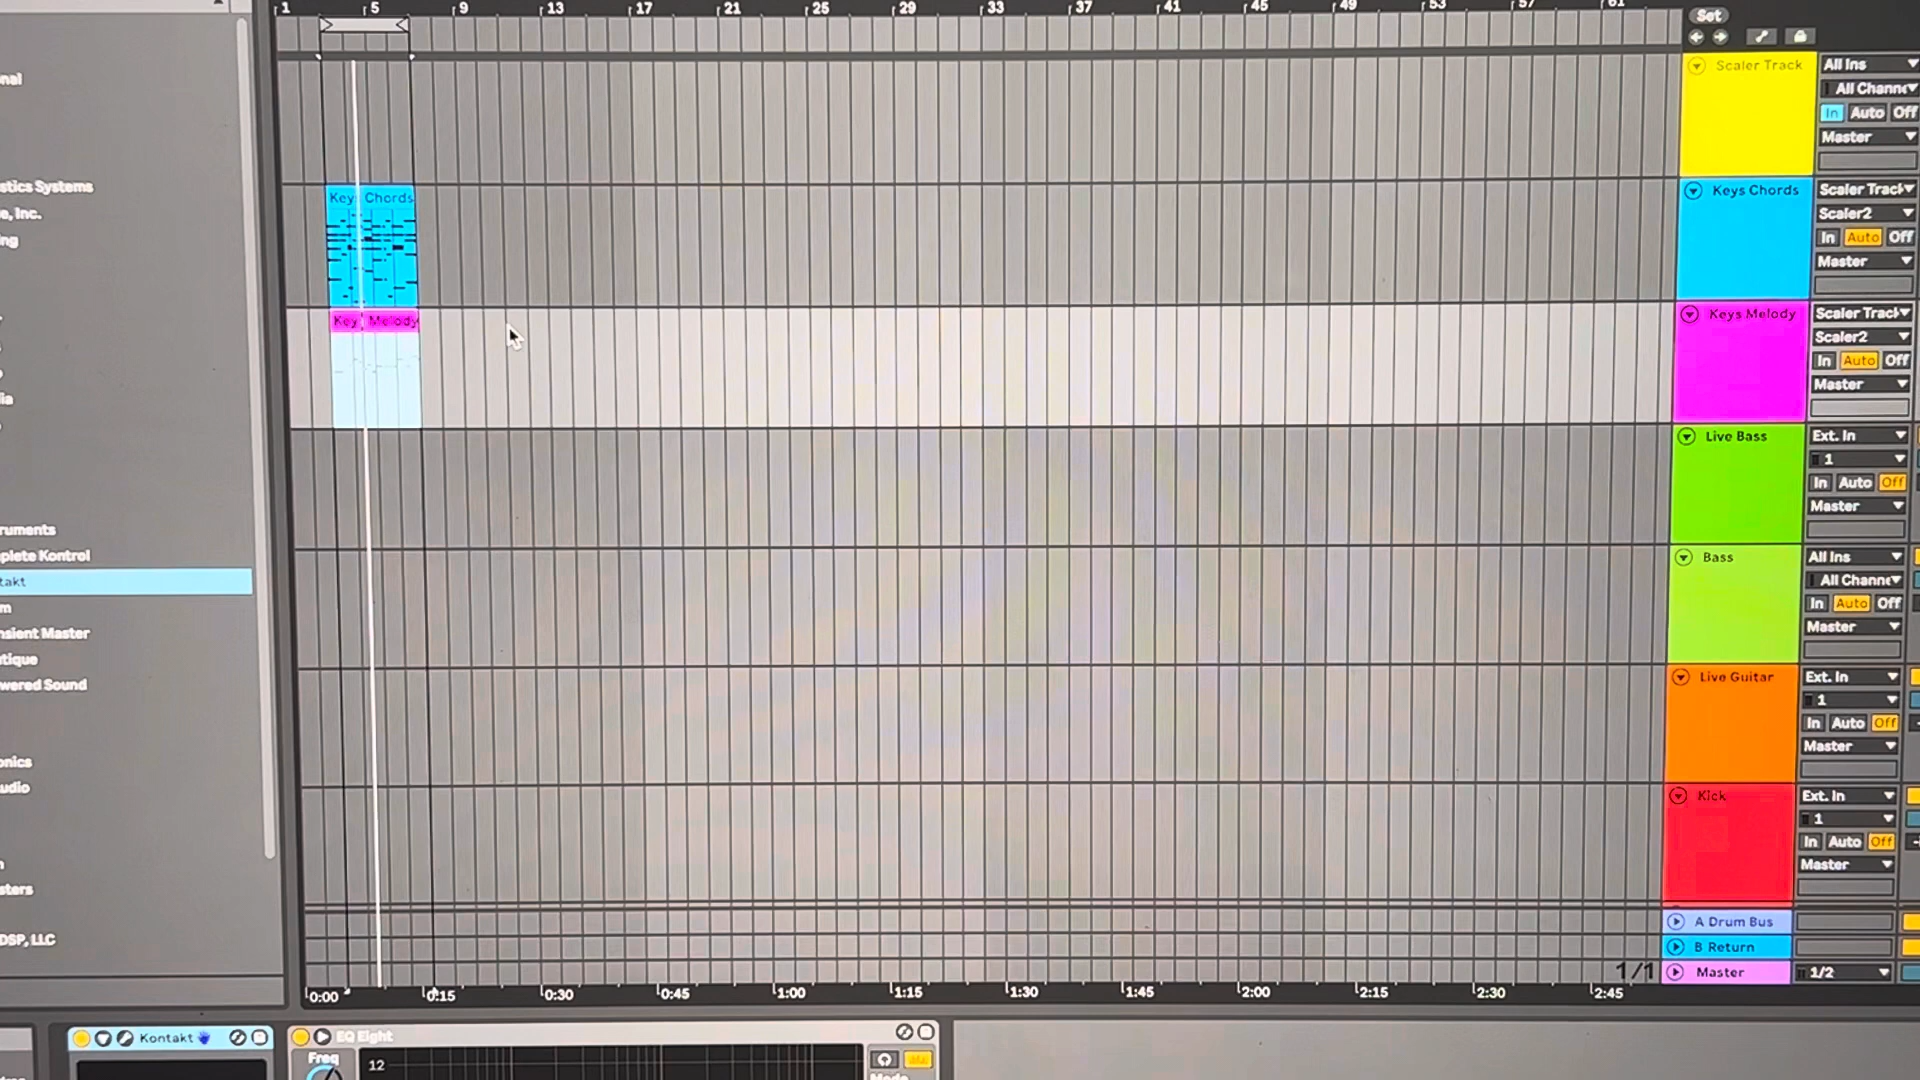 1 5 9 13 17 21 25 29 33 37 41 45 49 53 57 61
Set
nal
stics Systems
e, Inc.
ng
ia
ruments
plete Kontrol
takt
m
nsient Master
tique
wered Sound
onics
udio
n
sters
DSP, LLC
Keys Chords
Key Melody
Scaler Track
All Ins
All Channe
In Auto Off
Master
Keys Chords
Scaler Track
Scaler2
In Auto Off
Master
Keys Melody
Scaler Track
Scaler2
In Auto Off
Master
Live Bass
Ext. In
1
In Auto Off
Master
Bass
All Ins
All Channe
In Auto Off
Master
Live Guitar
Ext. In
1
In Auto Off
Master
Kick
Ext. In
1
In Auto Off
Master
A Drum Bus
B Return
1/1
Master
1/2
0:00 0:15 0:30 0:45 1:00 1:15 1:30 1:45 2:00 2:15 2:30 2:45
Kontakt
EQ Eight
Freq
12
Mode